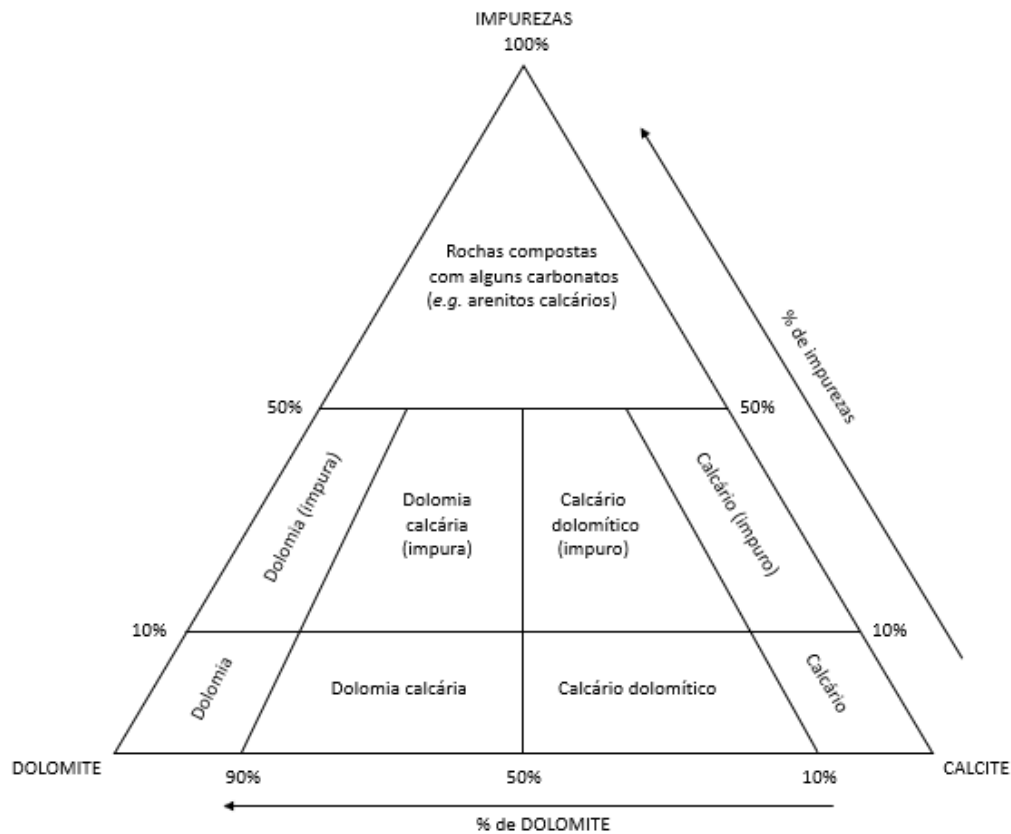 IMPUREZAS
100%
Rochas compostas
com alguns carbonatos
(e.g. arenitos calcários)
% de impurezas
50%
50%
Dolomia (impura)
Dolomia
calcária
(impura)
Calcário
dolomítico
(impuro)
Calcário (impuro)
10%
10%
Dolomia
Dolomia calcária
Calcário dolomítico
Calcário
DOLOMITE
90%
50%
10%
CALCITE
% de DOLOMITE